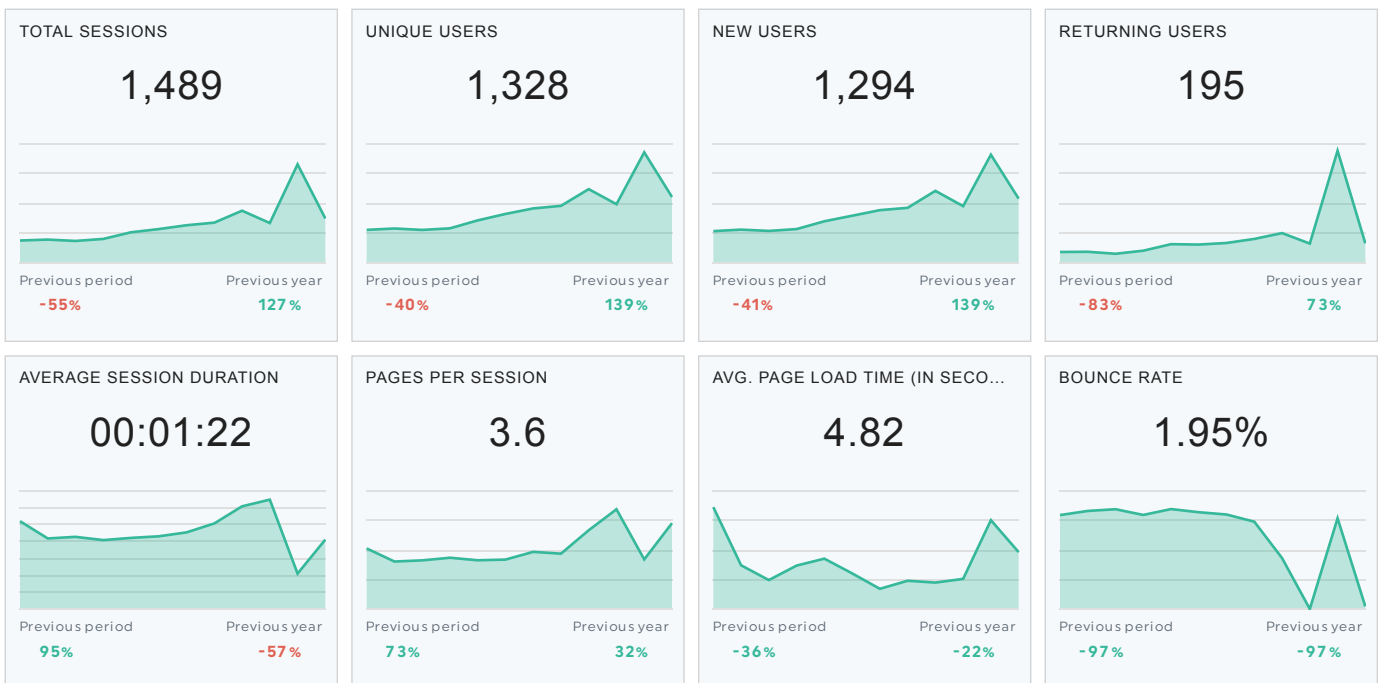 TOTAL SESSIONS
1,489
Previous period Previous year
-55% 127%
UNIQUE USERS
1,328
Previous period Previous year
-40% 139%
NEW USERS
1,294
Previous period Previous year
-41% 139%
RETURNING USERS
195
Previous period Previous year
-83% 73%
AVERAGE SESSION DURATION
00:01:22
Previous period Previous year
95% -57%
PAGES PER SESSION
3.6
Previous period Previous year
73% 32%
AVG. PAGE LOAD TIME (IN SECO...
4.82
Previous period Previous year
-36% -22%
BOUNCE RATE
1.95%
Previous period Previous year
-97% -97%